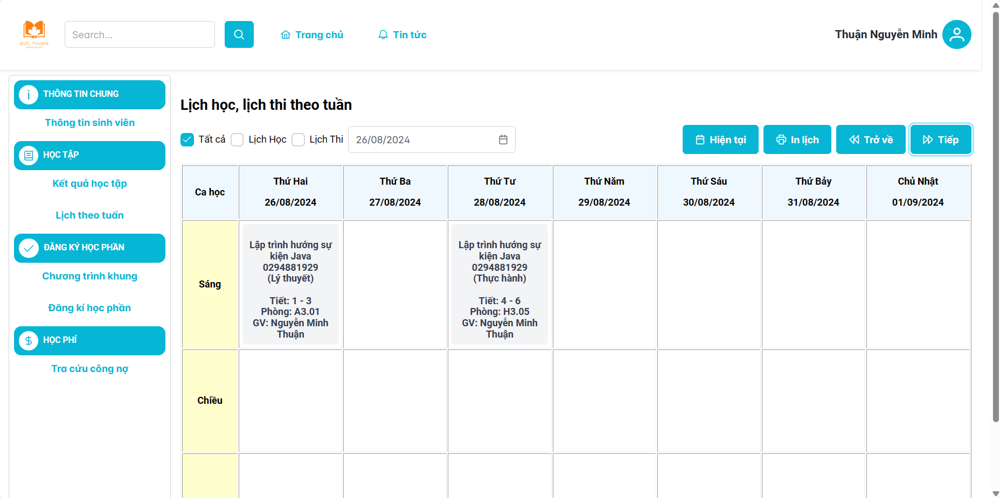 ĐỨC THUẬN
Search...
Trang chủ
Tin tức
Thuận Nguyễn Minh
THÔNG TIN CHUNG
Thông tin sinh viên
HỌC TẬP
Kết quả học tập
Lịch theo tuần
ĐĂNG KÝ HỌC PHẦN
Chương trình khung
Đăng kí học phần
HỌC PHÍ
Tra cứu công nợ
Lịch học, lịch thi theo tuần
Tất cả
Lịch Học
Lịch Thi
26/08/2024
Hiện tại
In lịch
Trở về
Tiếp
Ca học
Thứ Hai
26/08/2024
Thứ Ba
27/08/2024
Thứ Tư
28/08/2024
Thứ Năm
29/08/2024
Thứ Sáu
30/08/2024
Thứ Bảy
31/08/2024
Chủ Nhật
01/09/2024
Sáng
Lập trình hướng sự
kiện Java
0294881929
(Lý thuyết)
Tiết: 1 - 3
Phòng: A3.01
GV: Nguyễn Minh
Thuận
Lập trình hướng sự
kiện Java
0294881929
(Thực hành)
Tiết: 4 - 6
Phòng: H3.05
GV: Nguyễn Minh
Thuận
Chiều